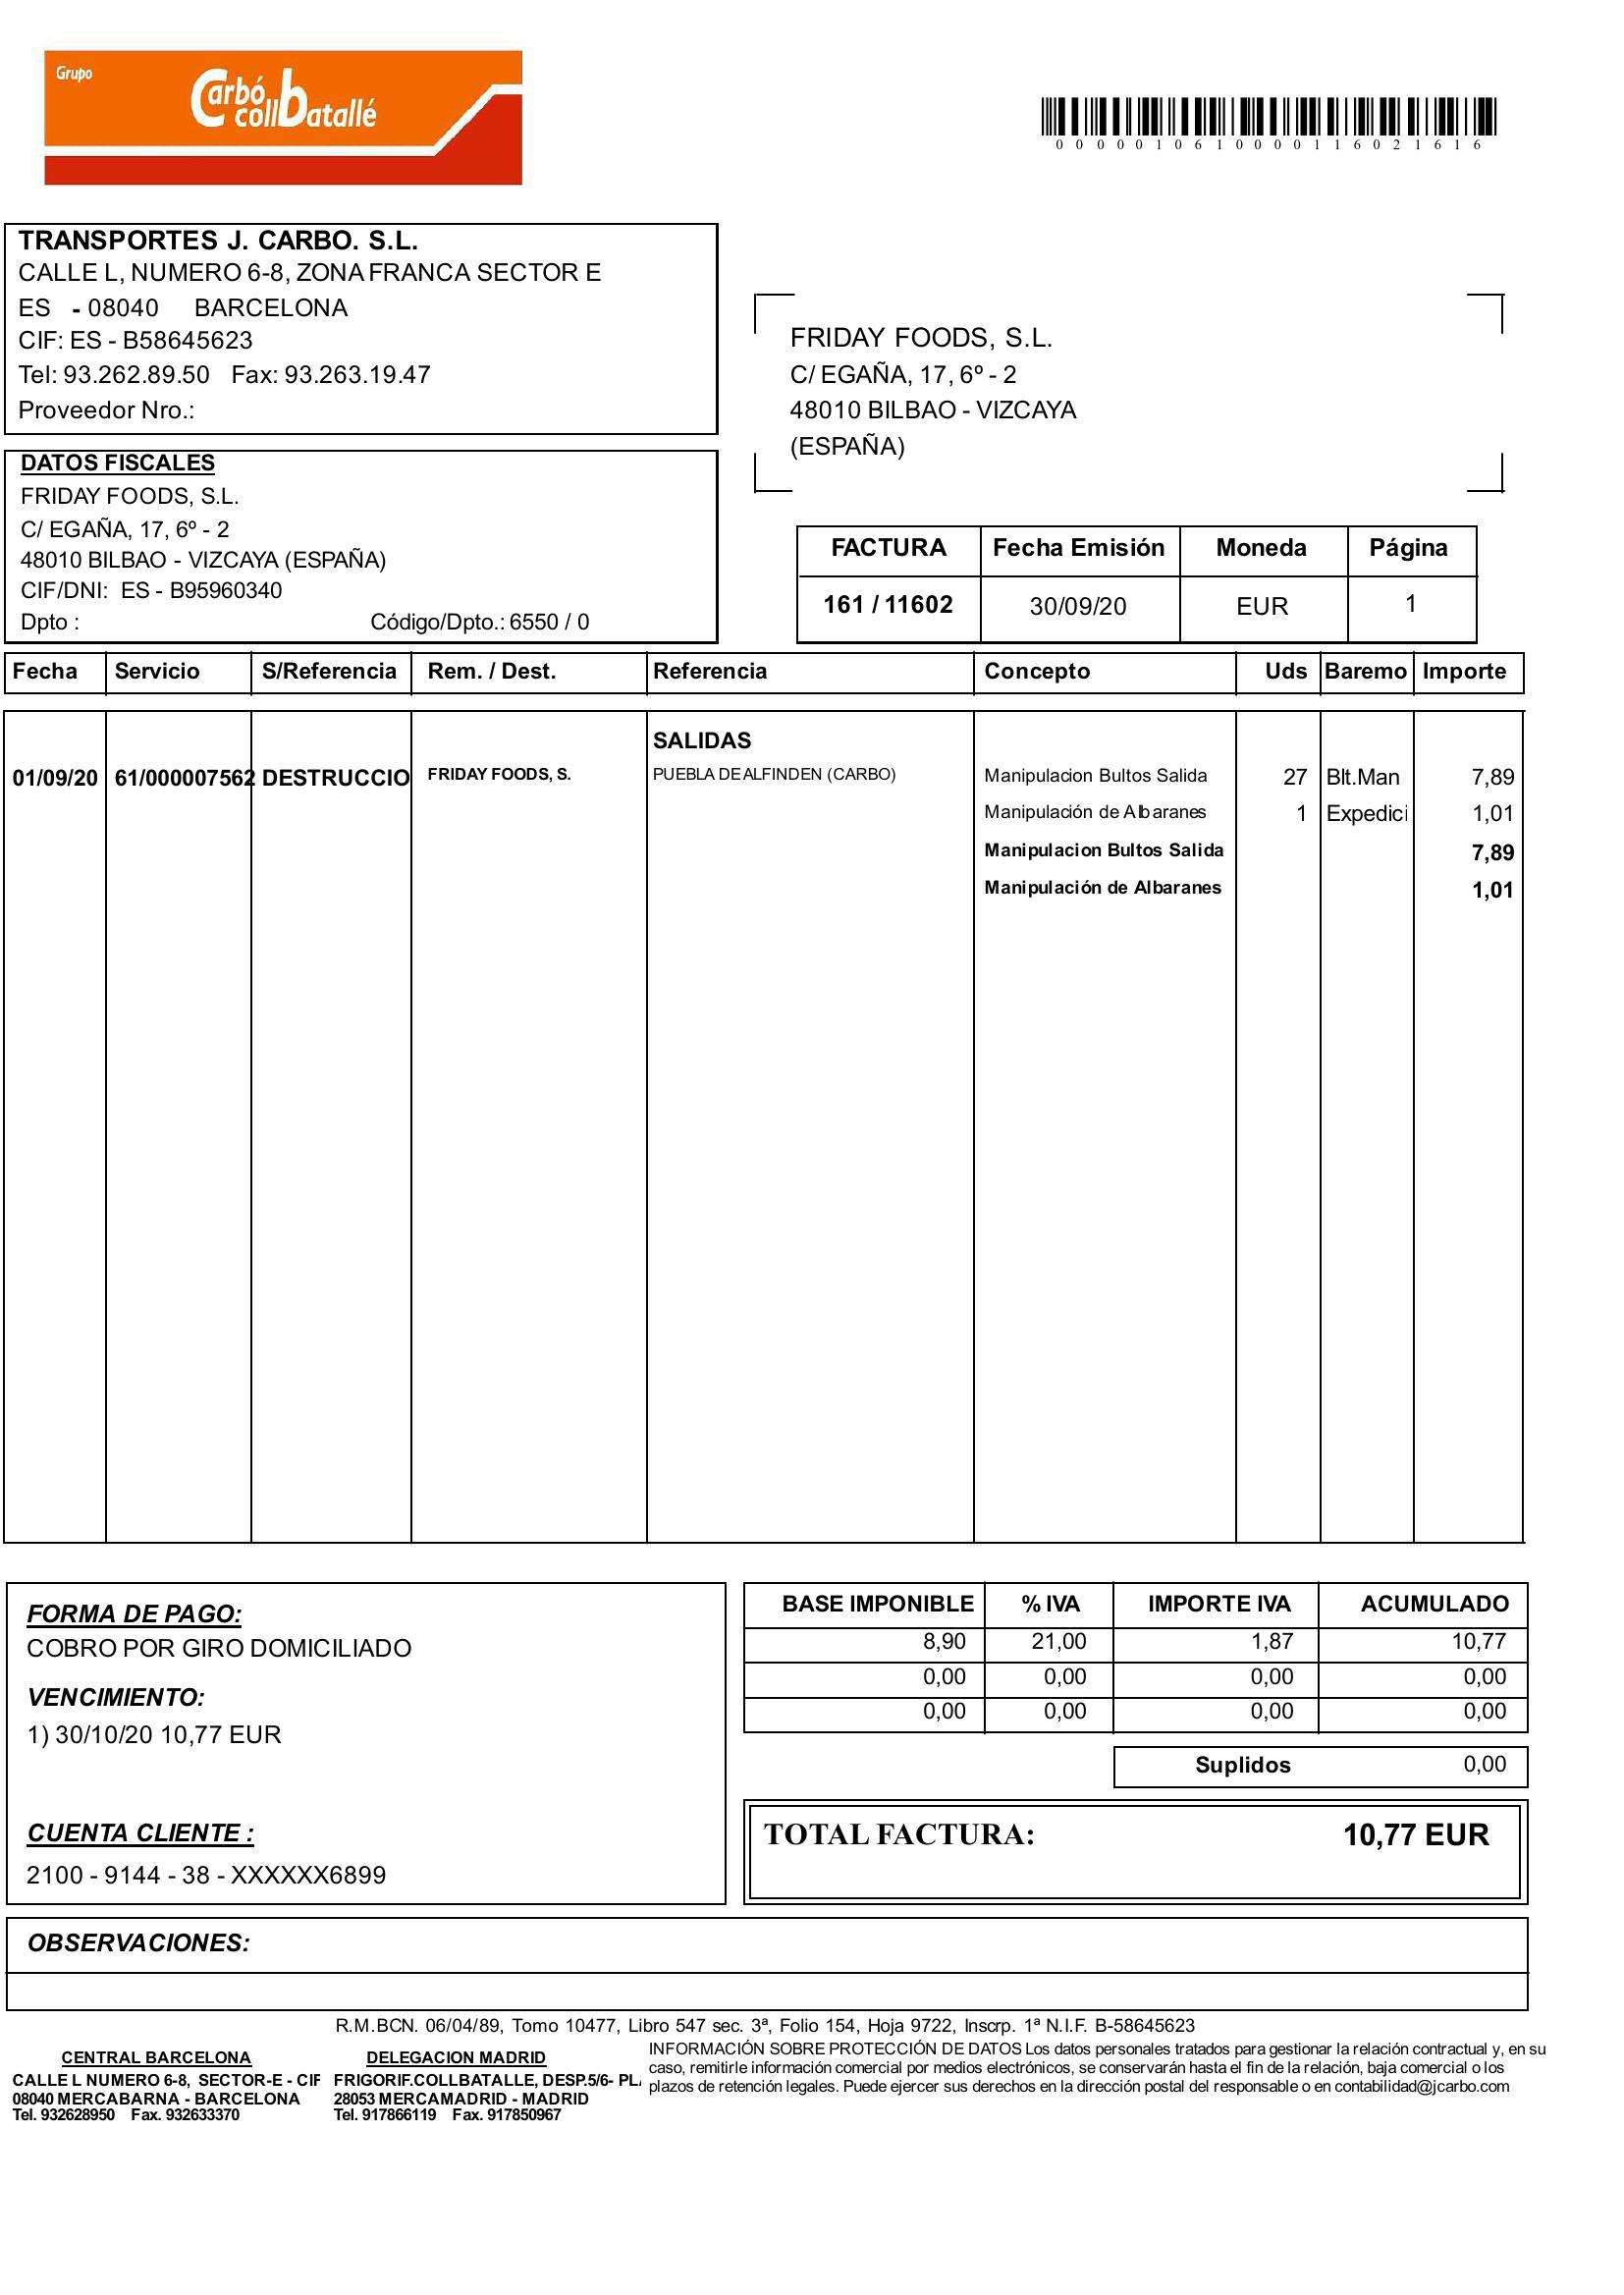 Grupo
Carbó
collBatallé
0 0 0 0 0 1 0 6 1 0 0 0 0 1 1 6 0 2 1 6 1 6
TRANSPORTES J. CARBO. S.L.
CALLE L, NUMERO 6-8, ZONA FRANCA SECTOR E
ES - 08040 BARCELONA
CIF: ES - B58645623
Tel: 93.262.89.50 Fax: 93.263.19.47
Proveedor Nro.:
FRIDAY FOODS, S.L.
C/ EGAÑA, 17, 6º - 2
48010 BILBAO - VIZCAYA
(ESPAÑA)
DATOS FISCALES
FRIDAY FOODS, S.L.
C/ EGAÑA, 17, 6º - 2
48010 BILBAO - VIZCAYA (ESPAÑA)
CIF/DNI: ES - B95960340
Dpto : Código/Dpto.: 6550 / 0
FACTURA Fecha Emisión Moneda Página
161 / 11602 30/09/20 EUR 1
Fecha Servicio S/Referencia Rem. / Dest. Referencia Concepto Uds Baremo Importe
SALIDAS
01/09/20 61/000007562 DESTRUCCIO FRIDAY FOODS, S. PUEBLA DE ALFINDEN (CARBO) Manipulacion Bultos Salida 27 Blt.Man 7,89
Manipulación de Albaranes 1 Expedici 1,01
Manipulacion Bultos Salida 7,89
Manipulación de Albaranes 1,01
FORMA DE PAGO:
COBRO POR GIRO DOMICILIADO
VENCIMIENTO:
1) 30/10/20 10,77 EUR
CUENTA CLIENTE :
2100 - 9144 - 38 - XXXXXX6899
BASE IMPONIBLE % IVA IMPORTE IVA ACUMULADO
8,90 21,00 1,87 10,77
0,00 0,00 0,00 0,00
0,00 0,00 0,00 0,00
Suplidos 0,00
TOTAL FACTURA: 10,77 EUR
OBSERVACIONES:
R.M.BCN. 06/04/89, Tomo 10477, Libro 547 sec. 3ª, Folio 154, Hoja 9722, Inscrp. 1ª N.I.F. B-58645623
CENTRAL BARCELONA
CALLE L NUMERO 6-8, SECTOR-E - CIF
08040 MERCABARNA - BARCELONA
Tel. 932628950 Fax. 932633370
DELEGACION MADRID
FRIGORIF.COLLBATALLE, DESP.5/6- PLA
28053 MERCAMADRID - MADRID
Tel. 917866119 Fax. 917850967
INFORMACIÓN SOBRE PROTECCIÓN DE DATOS Los datos personales tratados para gestionar la relación contractual y, en su
caso, remitirle información comercial por medios electrónicos, se conservarán hasta el fin de la relación, baja comercial o los
plazos de retención legales. Puede ejercer sus derechos en la dirección postal del responsable o en contabilidad@jcarbo.com